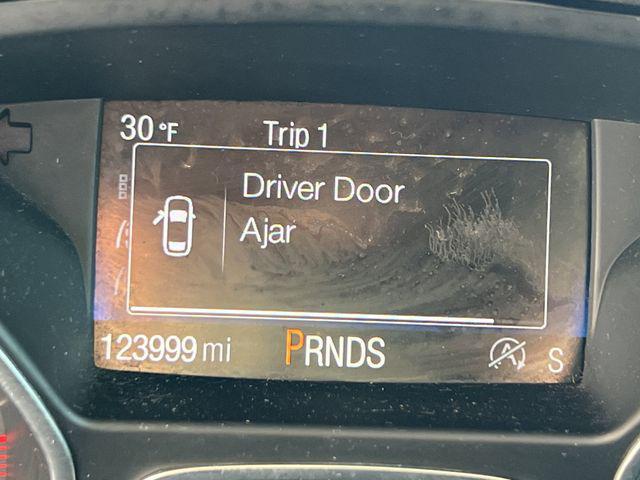 30°F Trip 1
Driver Door
Ajar
123999 mi PRNDS S